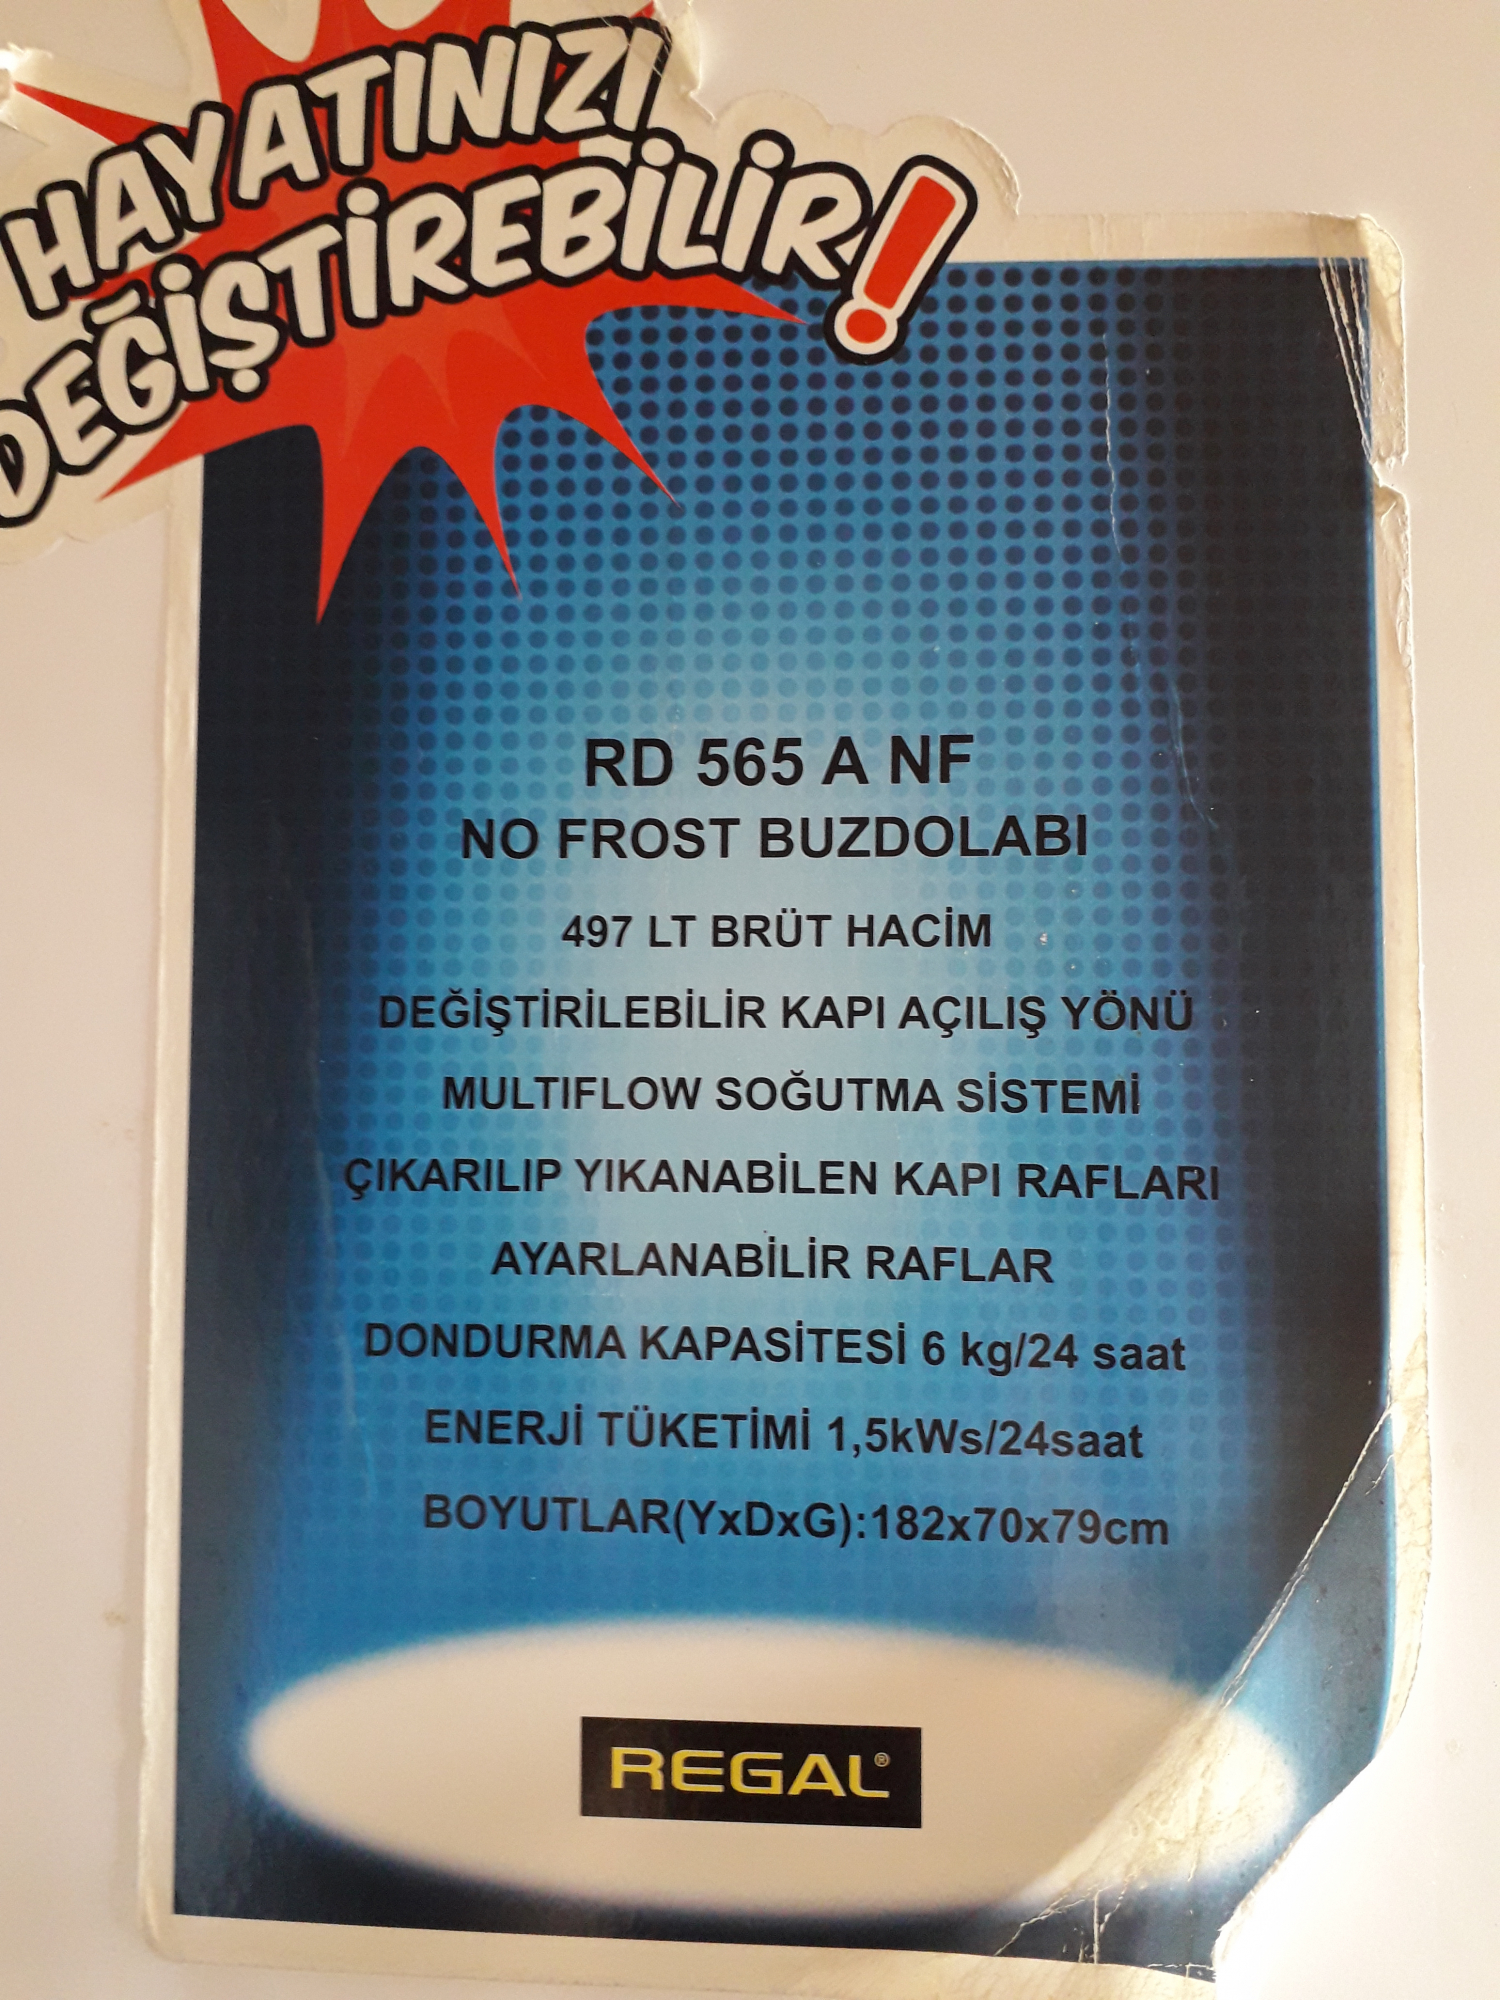 HAYATINIZI
DEĞİŞTİREBİLİR!
RD 565 A NF
NO FROST BUZDOLABI
497 LT BRÜT HACİM
DEĞİŞTİRİLEBİLİR KAPI AÇILIŞ YÖNÜ
MULTIFLOW SOĞUTMA SİSTEMİ
ÇIKARILIP YIKANABİLEN KAPI RAFLARI
AYARLANABİLİR RAFLAR
DONDURMA KAPASİTESİ 6 kg/24 saat
ENERJİ TÜKETİMİ 1,5kWs/24saat
BOYUTLAR(YxDxG):182x70x79cm
REGAL®